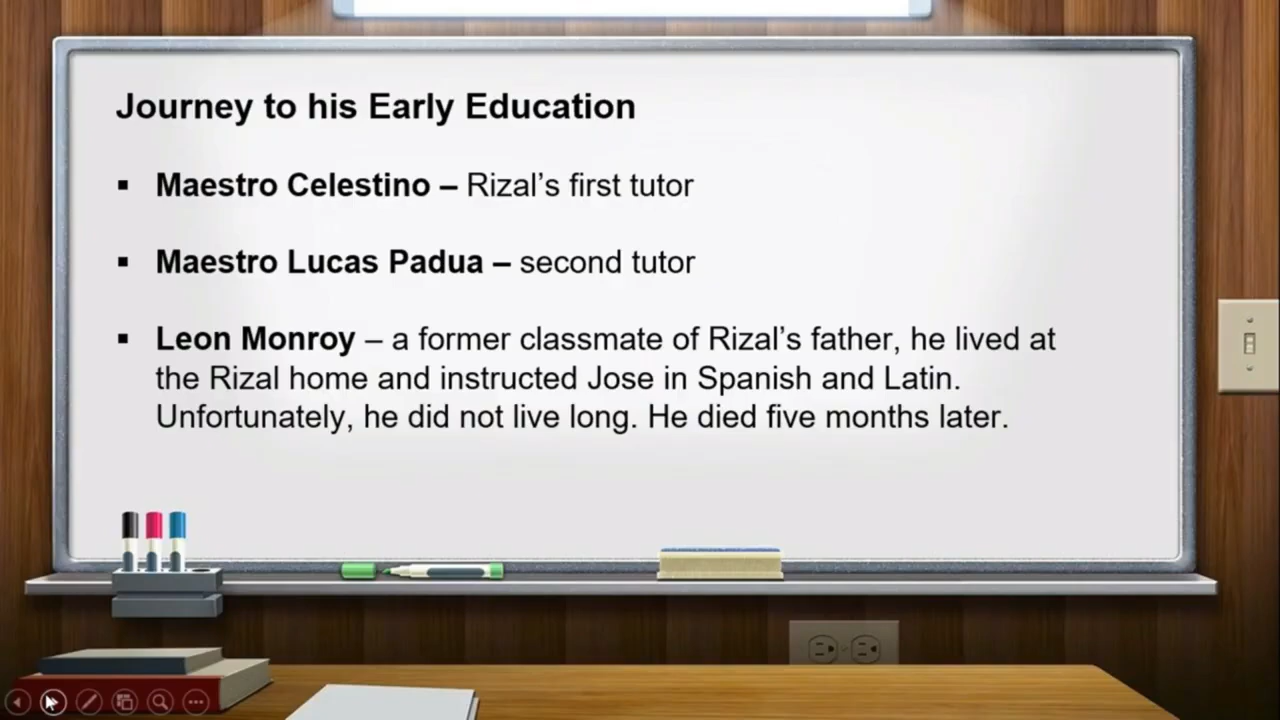 Journey to his Early Education
▪ Maestro Celestino – Rizal’s first tutor
▪ Maestro Lucas Padua – second tutor
▪ Leon Monroy – a former classmate of Rizal’s father, he lived at
the Rizal home and instructed Jose in Spanish and Latin.
Unfortunately, he did not live long. He died five months later.